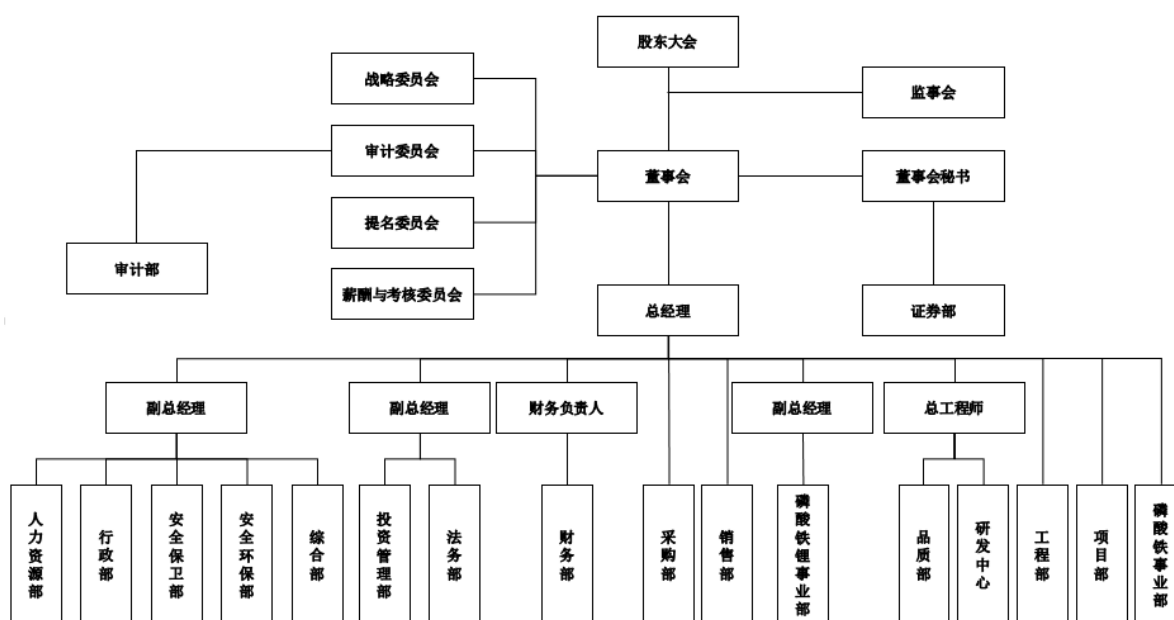 股东大会
战略委员会
监事会
审计委员会
董事会
董事会秘书
提名委员会
审计部
薪酬与考核委员会
总经理
证券部
副总经理
副总经理
财务负责人
副总经理
总工程师
人力资源部
行政部
安全保卫部
安全环保部
综合部
投资管理部
法务部
财务部
采购部
销售部
磷酸铁锂事业部
品质部
研发中心
工程部
项目部
磷酸铁事业部